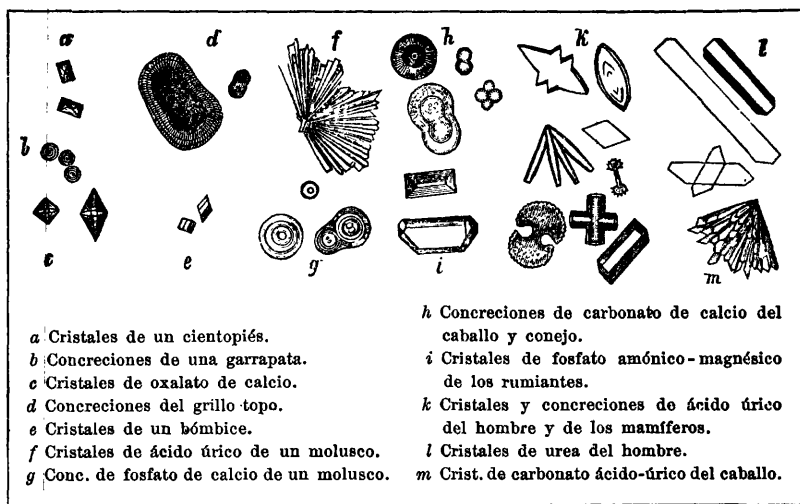 a d f h k l
b
c e g i m
a Cristales de un cientopiés.
b Concreciones de una garrapata.
c Cristales de oxalato de calcio.
d Concreciones del grillo topo.
e Cristales de un bómbice.
f Cristales de ácido úrico de un molusco.
g Conc. de fosfato de calcio de un molusco.
h Concreciones de carbonato de calcio del
caballo y conejo.
i Cristales de fosfato amónico-magnésico
de los rumiantes.
k Cristales y concreciones de ácido úrico
del hombre y de los mamíferos.
l Cristales de urea del hombre.
m Crist. de carbonato ácido-úrico del caballo.